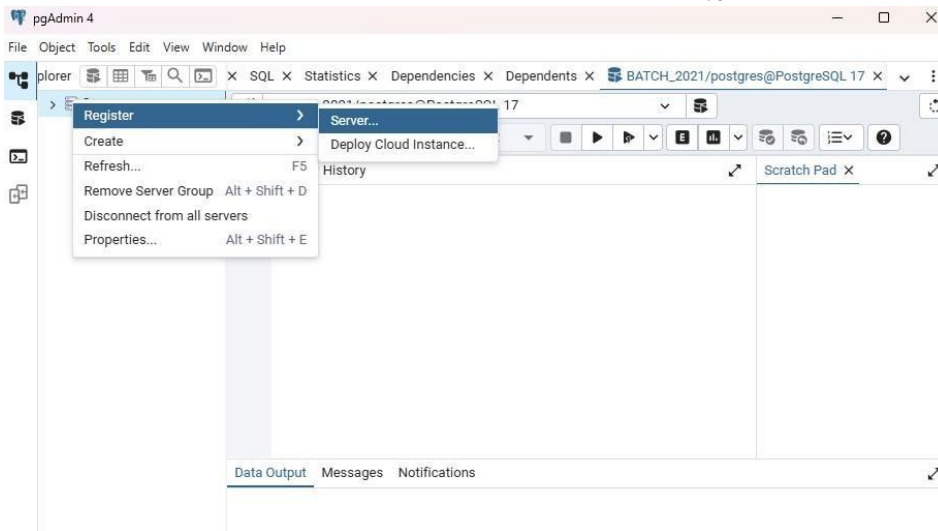 pgAdmin 4
File Object Tools Edit View Window Help
plorer SQL Statistics Dependencies Dependents BATCH_2021/postgres@PostgreSQL 17
17
Register
Server...
Create
Deploy Cloud Instance...
Refresh... F5
History
Scratch Pad
Remove Server Group Alt + Shift + D
Disconnect from all servers
Properties... Alt + Shift + E
Data Output Messages Notifications